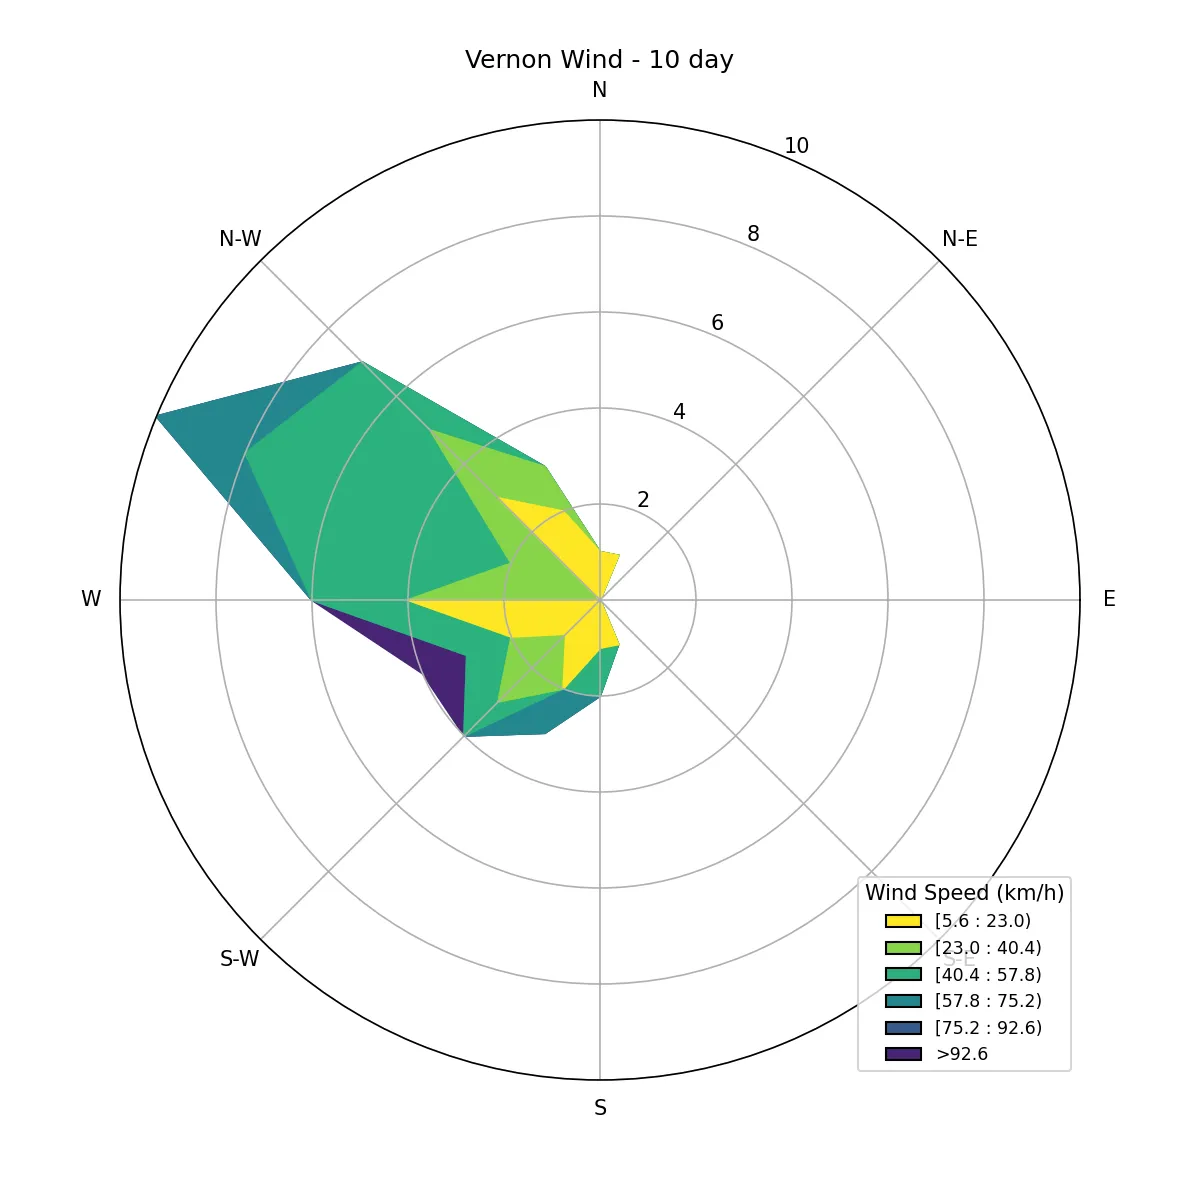 Vernon Wind - 10 day
N
10
N-W
N-E
8
6
4
2
W
E
Wind Speed (km/h)
[5.6 : 23.0)
[23.0 : 40.4)
S-W
S-E
[40.4 : 57.8)
[57.8 : 75.2)
[75.2 : 92.6)
>92.6
S